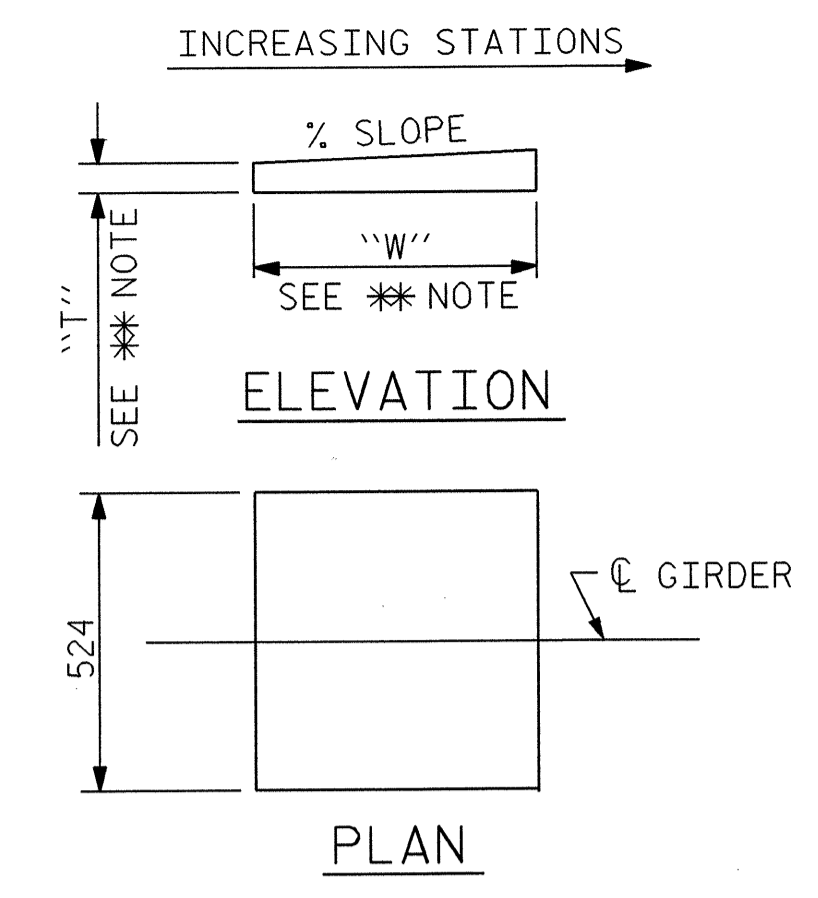 INCREASING STATIONS
% SLOPE
"T"
SEE ** NOTE
"W"
SEE ** NOTE
ELEVATION
524
℄ GIRDER
PLAN